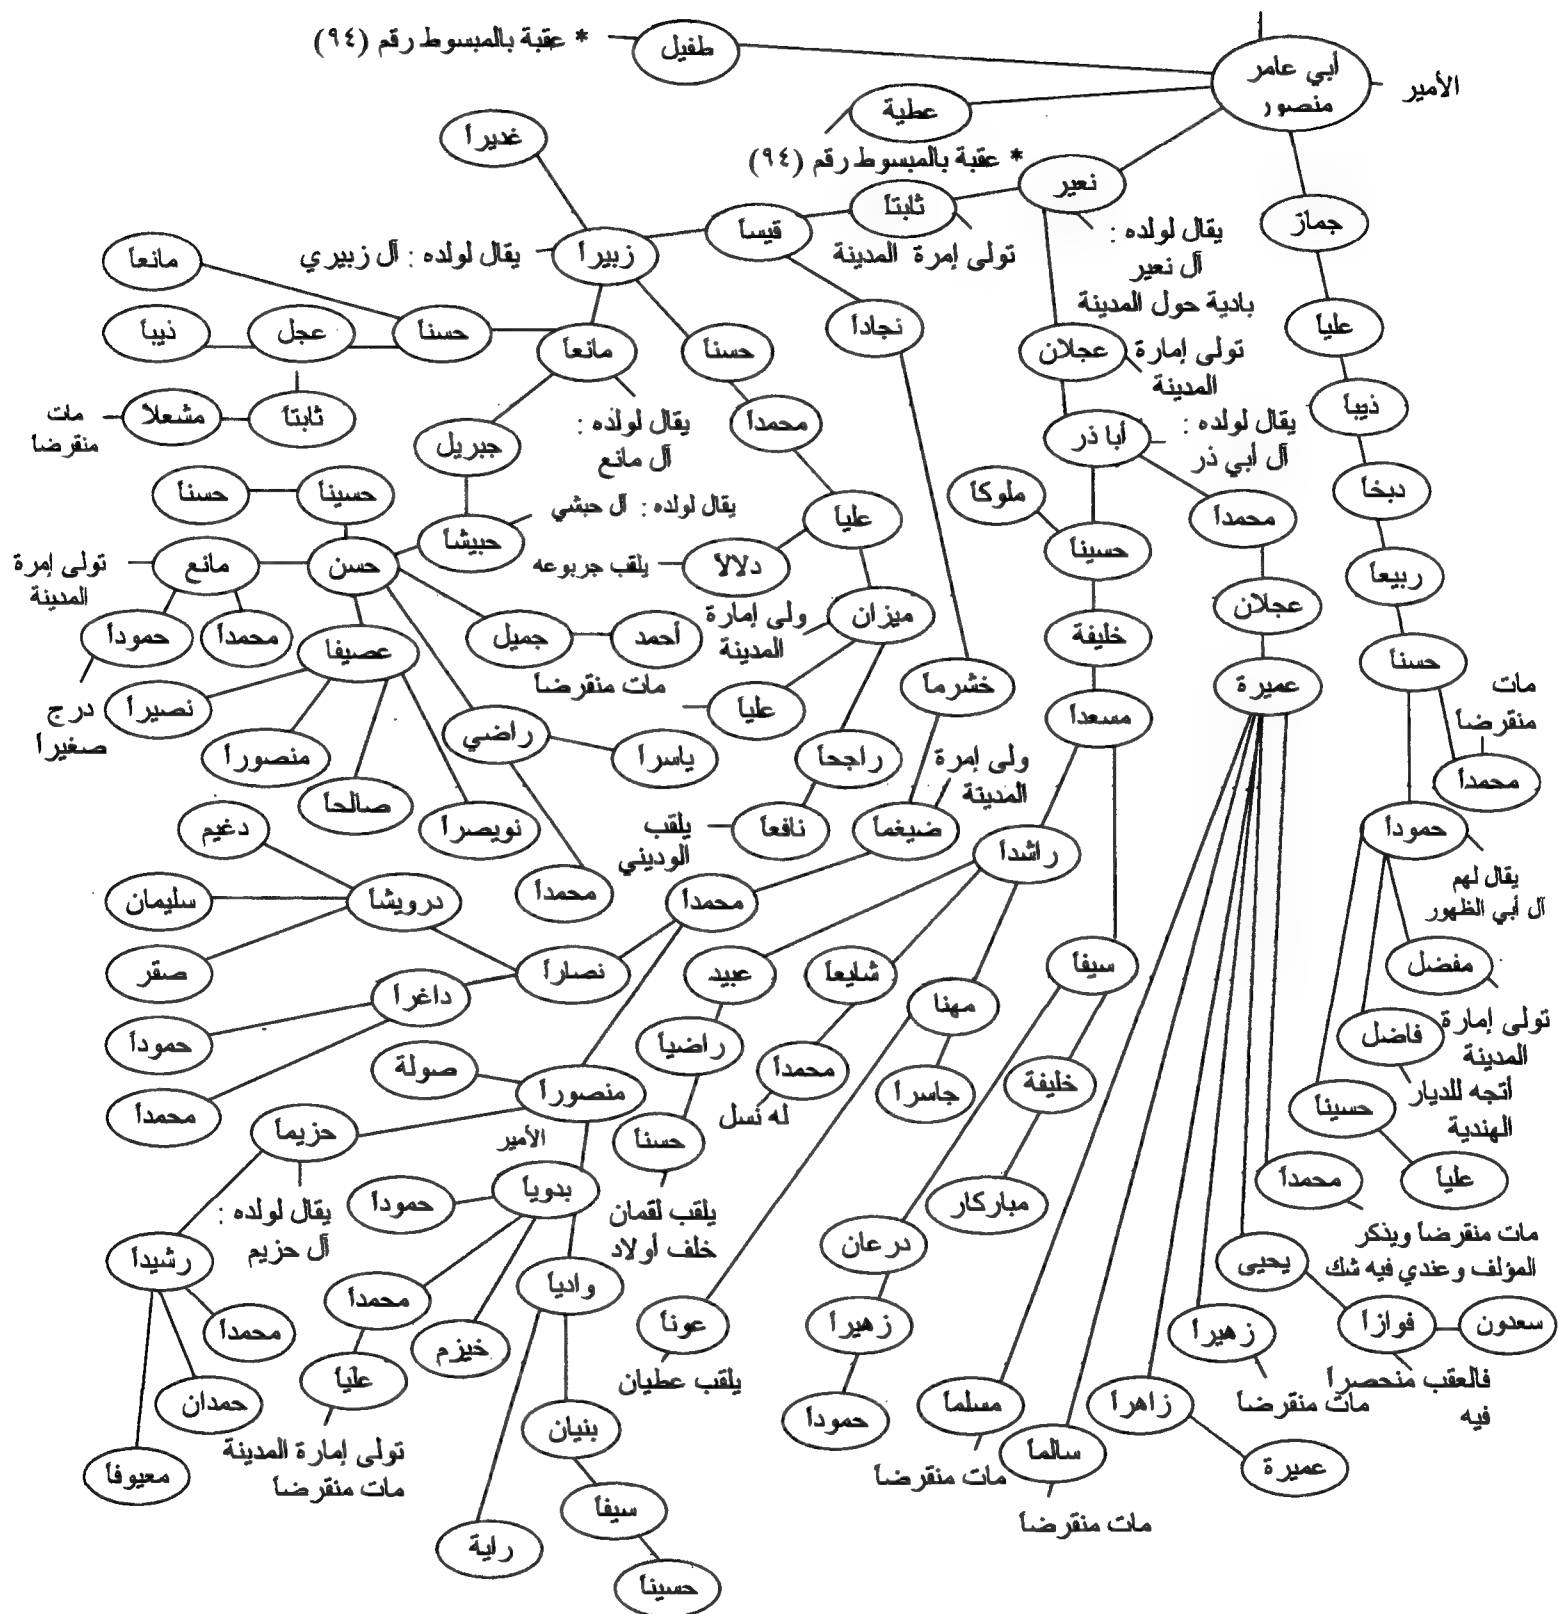 أبي عامر
منصور
الأمير
طفيل
* عقبة بالمبسوط رقم (٩٤)
عطية
* عقبة بالمبسوط رقم (٩٤)
غديراً
نعير
يقال لولده :
آل نعير
بادية حول المدينة
ثابتاً
تولى إمرة المدينة
قيساً
زبيراً
يقال لولده : آل زبيري
جماز
مانعاً
علياً
نجاداً
عجلان
تولى إمارة
المدينة
حسناً
مانعاً
يقال لولده :
آل مانع
حسناً
عجل
ذيباً
ذيباً
ثابتاً
مشعلاً
مات
منقرضاً
محمداً
جبريل
أبا ذر
يقال لولده :
آل أبي ذر
دبخاً
محمداً
ملوكاً
حسيناً
علياً
دلالاً
يلقب جربوعه
حبيشاً
يقال لولده : آل حبشي
حسيناً
حسناً
حسن
مانع
تولى إمرة
المدينة
حموداً
درج
صغيراً
محمداً
ربيعاً
عجلان
خليفة
ميزان
ولى إمارة
المدينة
جميل
أحمد
مات منقرضاً
علياً
عصيفا
نصيراً
منصوراً
صالحاً
نويصراً
حسناً
مات
منقرضاً
محمداً
عميرة
مسعداً
خشرماً
راضي
ياسراً
محمداً
راجحاً
نافعاً
يلقب
الوديني
ولى إمرة
المدينة
ضيغماً
راشداً
حموداً
يقال لهم
آل أبي الظهور
محمداً
درويشا
دغيم
سليمان
صقر
نصاراً
داغراً
حموداً
محمداً
مفضل
تولى إمارة
المدينة
فاضل
أتجه للديار
الهندية
حسيناً
علياً
سيفاً
مهنا
شايعاً
عبيد
راضياً
محمداً
له نسل
جاسراً
خليفة
مباركار
منصوراً
الأمير
صولة
حزيماً
يقال لولده :
آل حزيم
حسناً
يلقب لقمان
خلف أولاد
بدوياً
حموداً
محمداً
مات منقرضاً ويذكر
المؤلف وعندي فيه شك
يحيى
فوازاً
سعدون
فالعقب منحصراً
فيه
زهيراً
مات منقرضاً
درعان
زهيراً
حموداً
عوناً
يلقب عطيان
وادياً
رشيداً
محمداً
حمدان
معيوفاً
محمداً
خيزم
علياً
تولى إمارة المدينة
مات منقرضاً
زاهراً
عميرة
مسلماً
مات منقرضاً
سالماً
مات منقرضاً
بنيان
سيفاً
حسيناً
راية